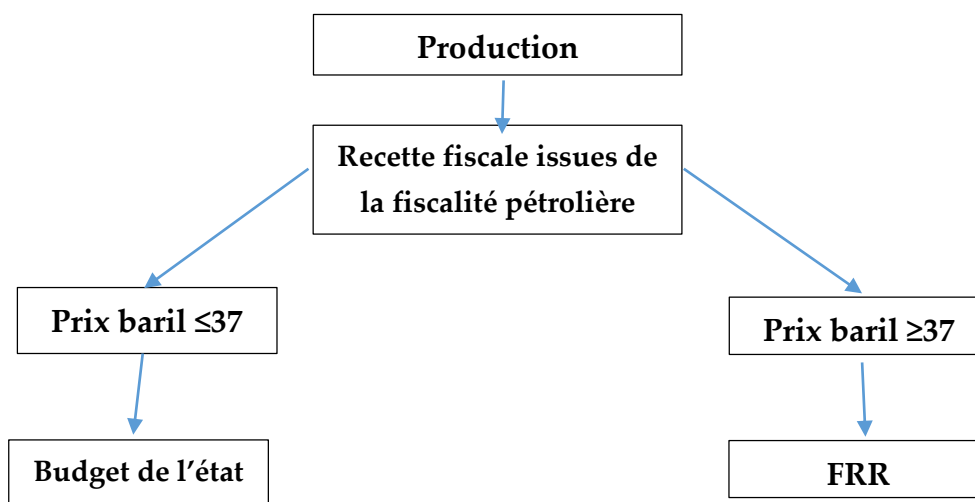 Production
Recette fiscale issues de
la fiscalité pétrolière
Prix baril ≤37
Prix baril ≥37
Budget de l’état
FRR